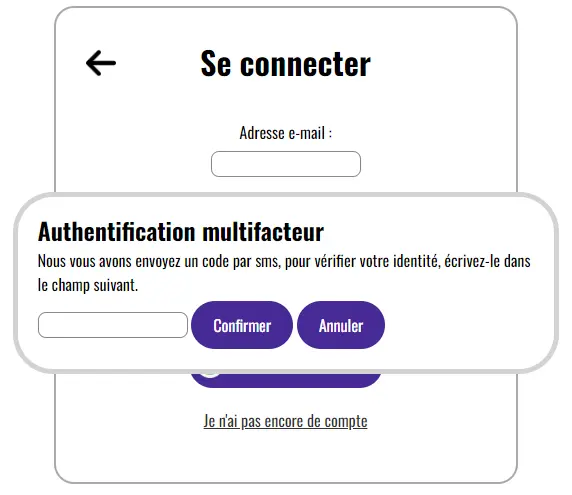 Se connecter
Adresse e-mail :
Authentification multifacteur
Nous vous avons envoyez un code par sms, pour vérifier votre identité, écrivez-le dans
le champ suivant.
Confirmer
Annuler
Je n'ai pas encore de compte